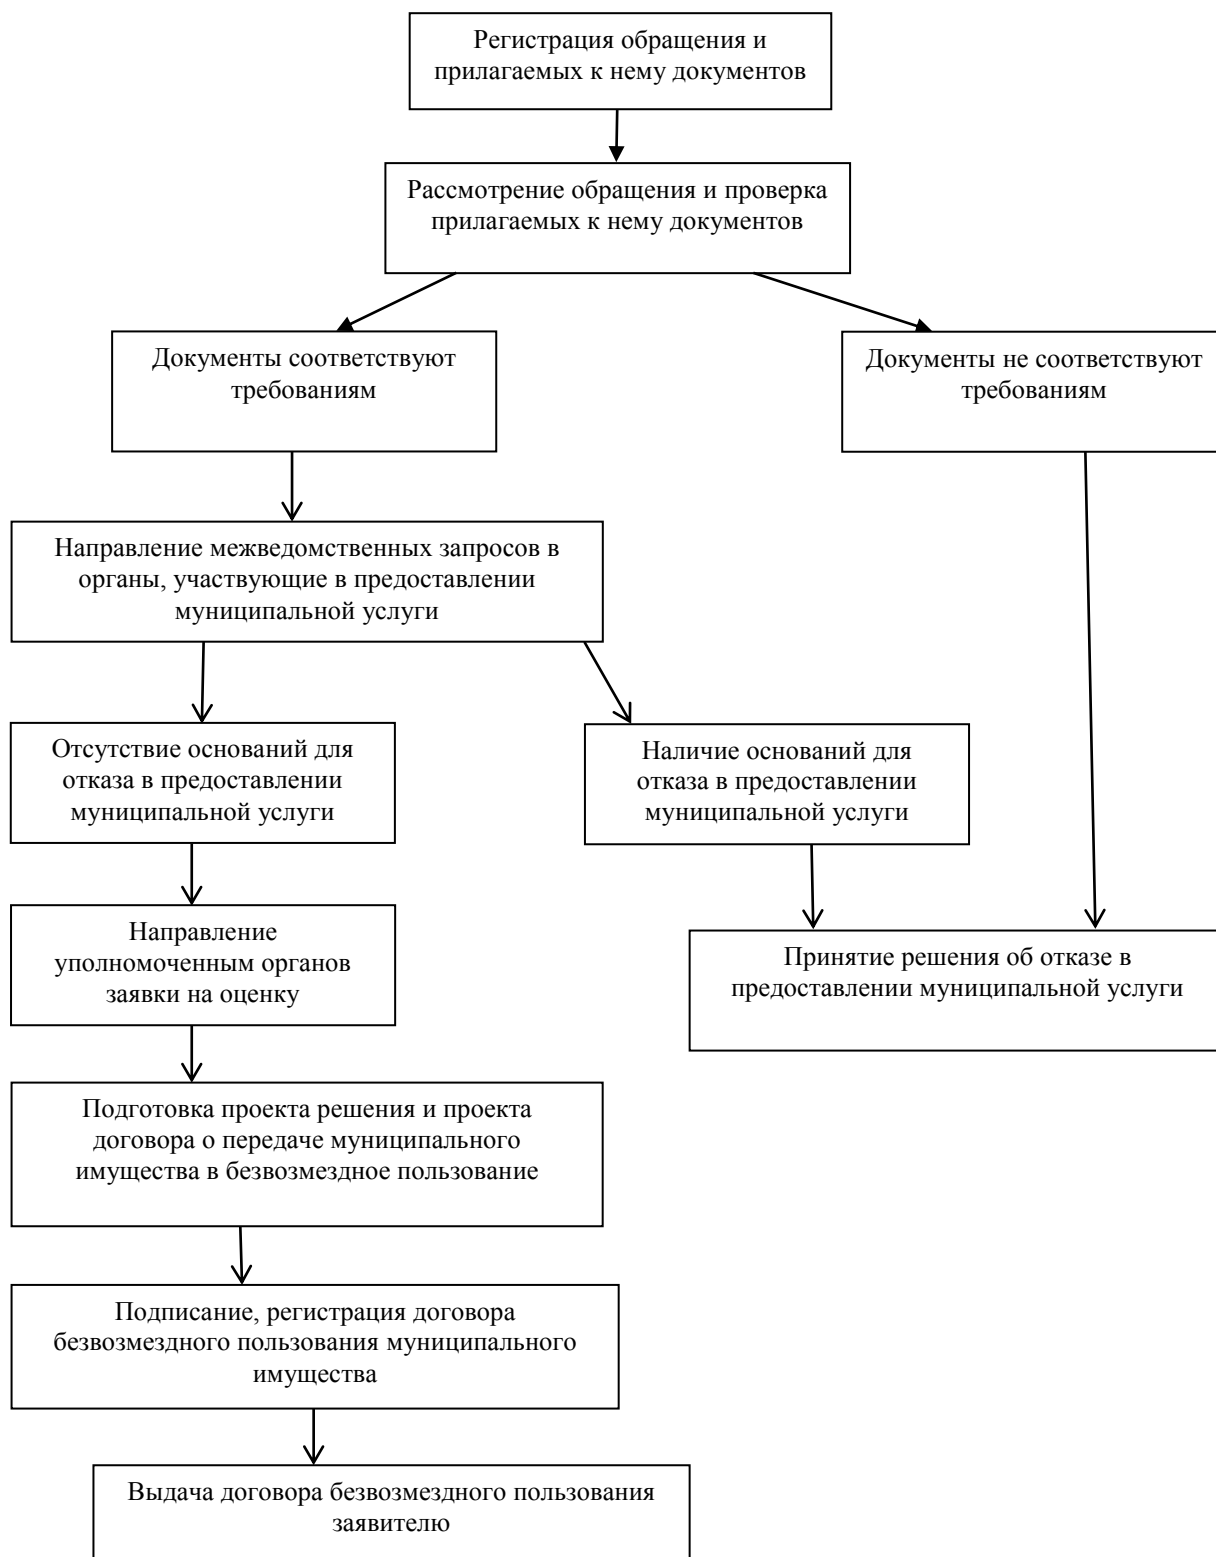 Регистрация обращения и
прилагаемых к нему документов
Рассмотрение обращения и проверка
прилагаемых к нему документов
Документы соответствуют
требованиям
Документы не соответствуют
требованиям
Направление межведомственных запросов в
органы, участвующие в предоставлении
муниципальной услуги
Отсутствие оснований для
отказа в предоставлении
муниципальной услуги
Наличие оснований для
отказа в предоставлении
муниципальной услуги
Направление
уполномоченным органов
заявки на оценку
Принятие решения об отказе в
предоставлении муниципальной услуги
Подготовка проекта решения и проекта
договора о передаче муниципального
имущества в безвозмездное пользование
Подписание, регистрация договора
безвозмездного пользования муниципального
имущества
Выдача договора безвозмездного пользования
заявителю